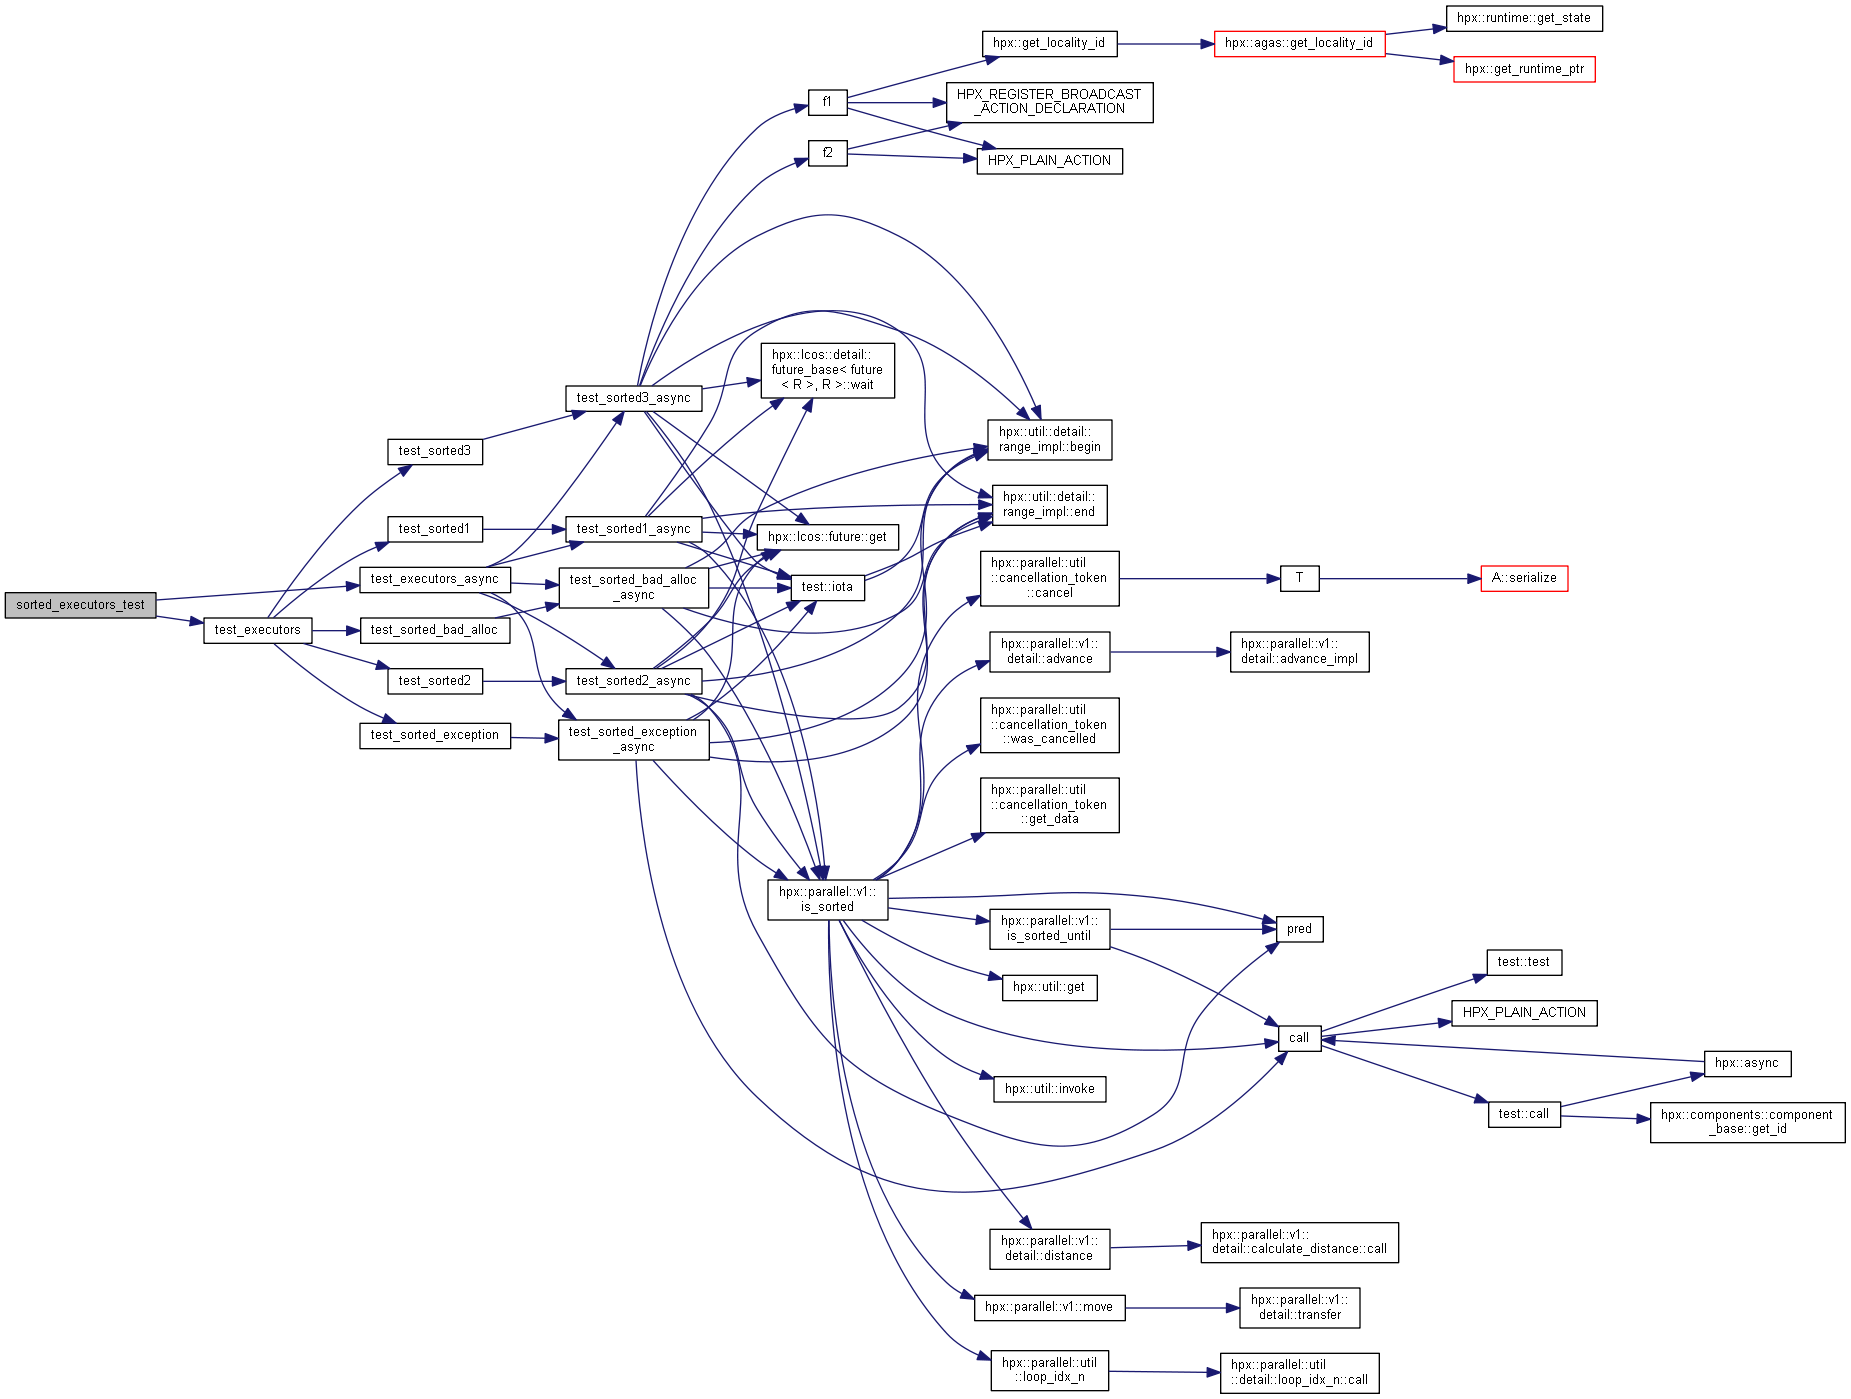 sorted_executors_test
test_executors_async
test_executors
test_sorted3
test_sorted1
test_sorted_bad_alloc
test_sorted2
test_sorted_exception
test_sorted3_async
test_sorted1_async
test_sorted_bad_alloc
_async
test_sorted2_async
test_sorted_exception
_async
f1
f2
hpx::lcos::detail::
future_base< future
< R >, R >::wait
hpx::lcos::future::get
test::iota
hpx::parallel::v1::
is_sorted
hpx::get_locality_id
HPX_REGISTER_BROADCAST
_ACTION_DECLARATION
HPX_PLAIN_ACTION
hpx::util::detail::
range_impl::begin
hpx::util::detail::
range_impl::end
hpx::parallel::util
::cancellation_token
::cancel
hpx::parallel::v1::
detail::advance
hpx::parallel::util
::cancellation_token
::was_cancelled
hpx::parallel::util
::cancellation_token
::get_data
hpx::parallel::v1::
is_sorted_until
hpx::util::get
hpx::util::invoke
hpx::parallel::v1::
detail::distance
hpx::parallel::v1::move
hpx::parallel::util
::loop_idx_n
hpx::agas::get_locality_id
hpx::runtime::get_state
hpx::get_runtime_ptr
T
A::serialize
hpx::parallel::v1::
detail::advance_impl
pred
call
test::test
HPX_PLAIN_ACTION
test::call
hpx::async
hpx::components::component
_base::get_id
hpx::parallel::v1::
detail::calculate_distance::call
hpx::parallel::v1::
detail::transfer
hpx::parallel::util
::detail::loop_idx_n::call